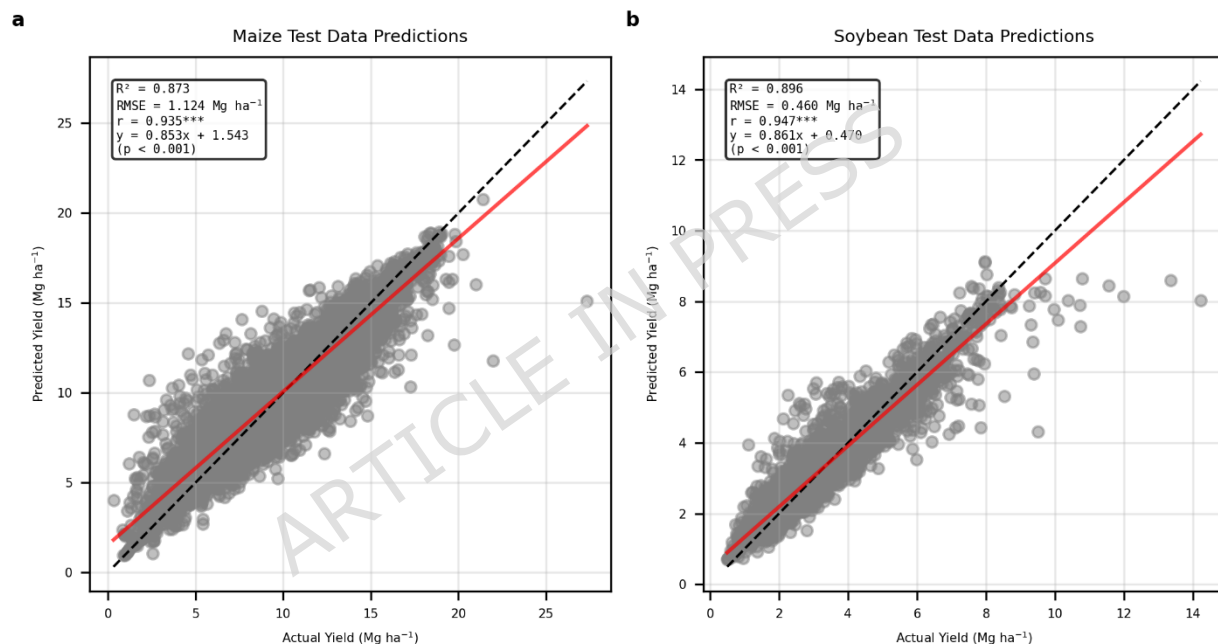 a
Maize Test Data Predictions
R² = 0.873
RMSE = 1.124 Mg ha⁻¹
r = 0.935***
y = 0.853x + 1.543
(p < 0.001)
25
20
15
10
5
0
Predicted Yield (Mg ha⁻¹)
0 5 10 15 20 25
Actual Yield (Mg ha⁻¹)
b
Soybean Test Data Predictions
R² = 0.896
RMSE = 0.460 Mg ha⁻¹
r = 0.947***
y = 0.861x + 0.470
(p < 0.001)
14
12
10
8
6
4
2
0
Predicted Yield (Mg ha⁻¹)
0 2 4 6 8 10 12 14
Actual Yield (Mg ha⁻¹)
ARTICLE IN PRESS